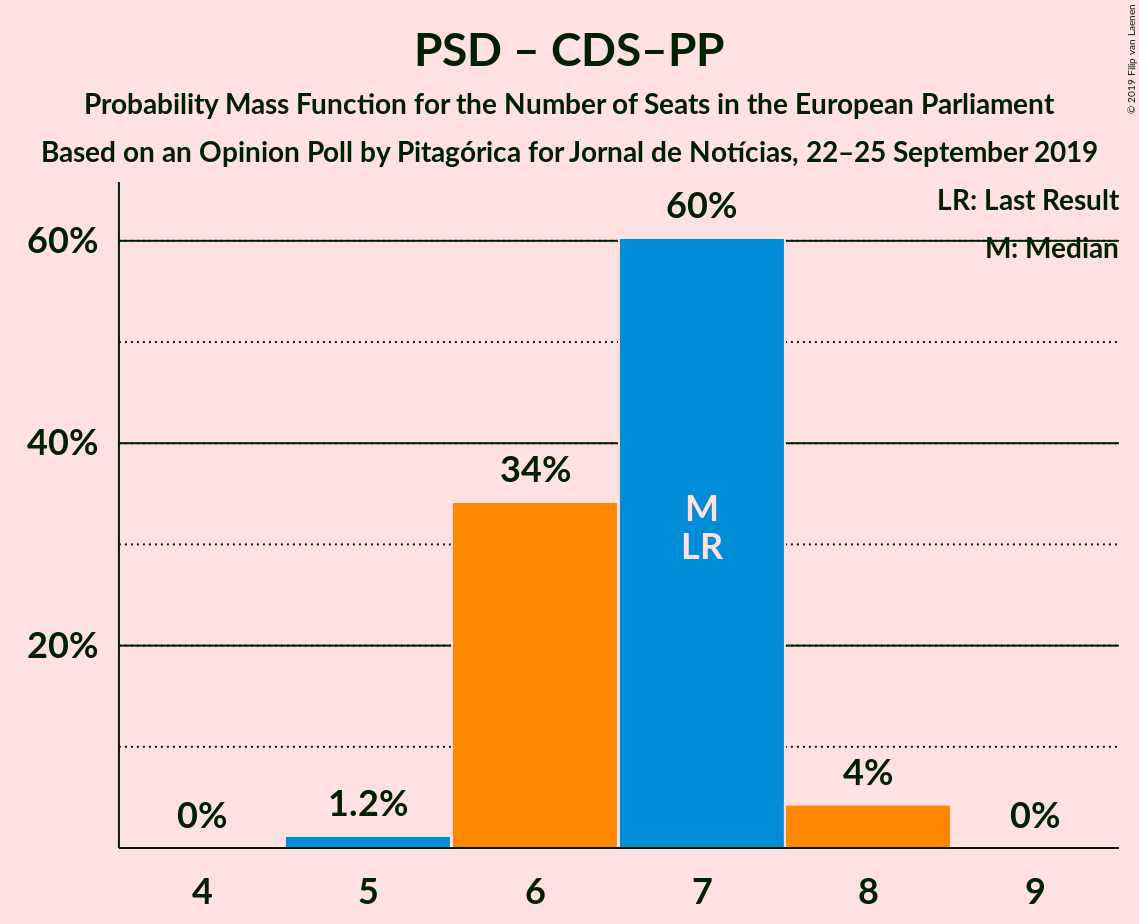 PSD – CDS–PP
Probability Mass Function for the Number of Seats in the European Parliament
Based on an Opinion Poll by Pitagórica for Jornal de Notícias, 22–25 September 2019
© 2019 Filip van Laenen
LR: Last Result
M: Median
60%
40%
20%
0%
1.2%
34%
60%
4%
0%
M
LR
4
5
6
7
8
9